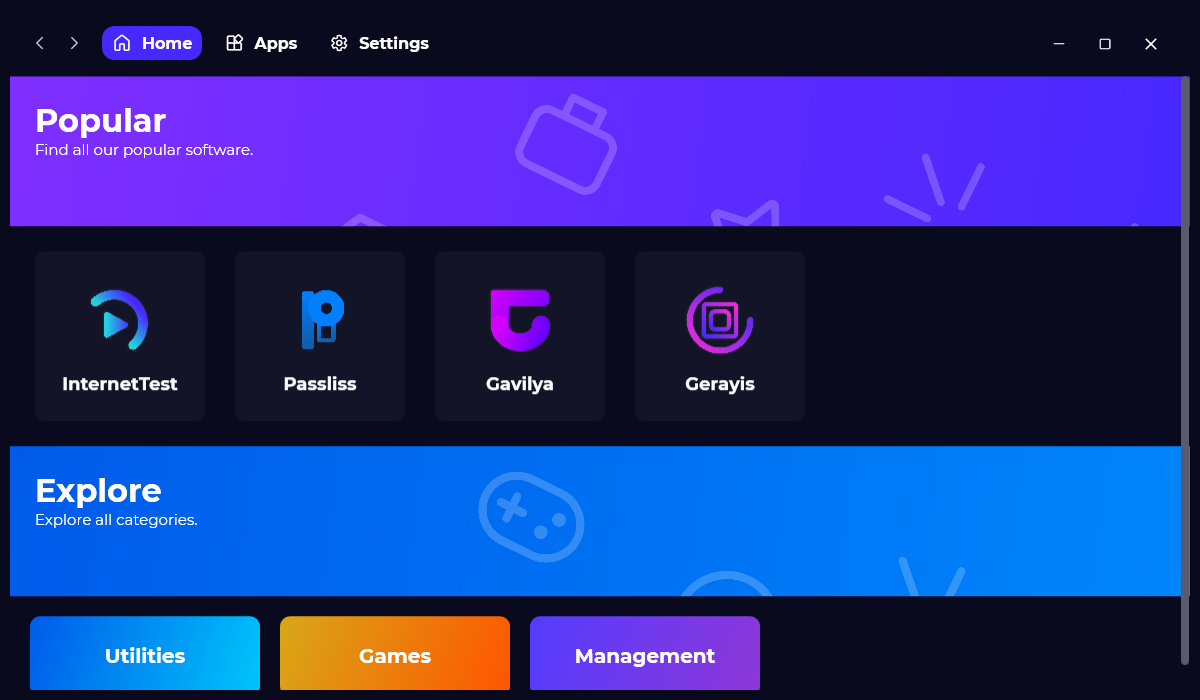 Home
Apps
Settings
Popular
Find all our popular software.
InternetTest
Passliss
Gavilya
Gerayis
Explore
Explore all categories.
Utilities
Games
Management